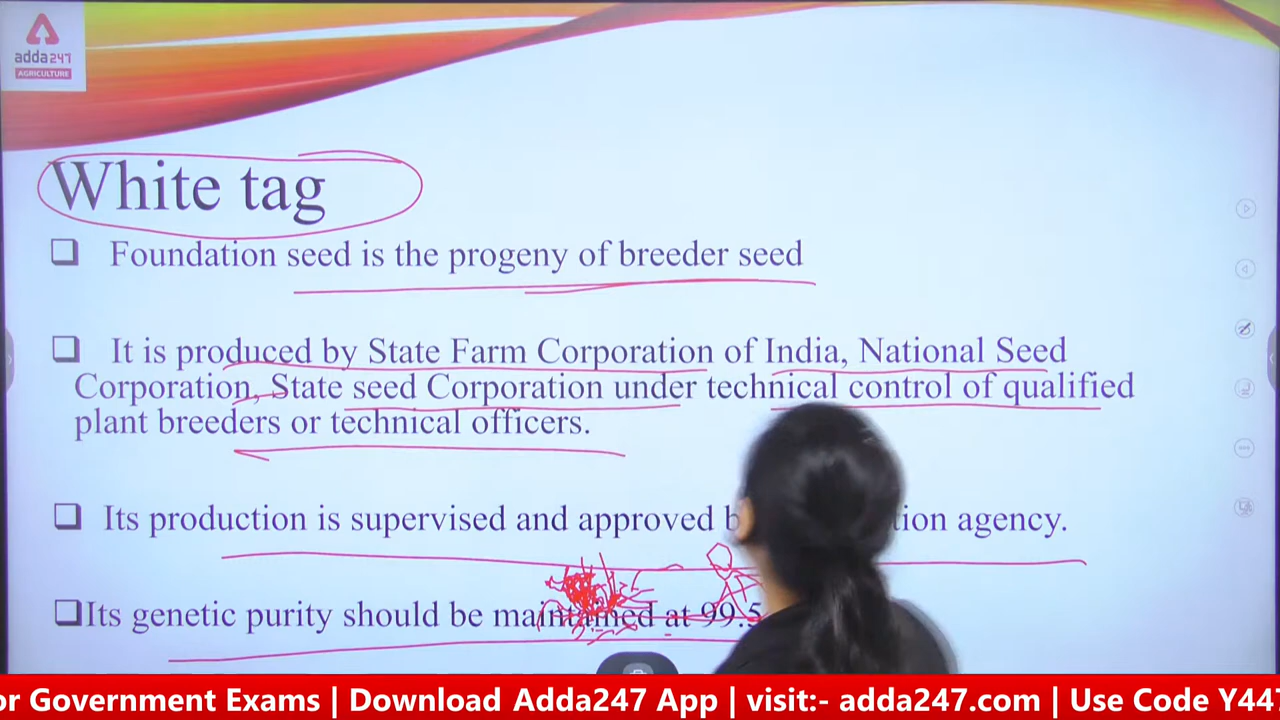 adda247
AGRICULTURE
White tag
Foundation seed is the progeny of breeder seed
It is produced by State Farm Corporation of India, National Seed
Corporation, State seed Corporation under technical control of qualified
plant breeders or technical officers.
Its production is supervised and approved agency.
Its genetic purity should be maintained at 99.5
or Government Exams | Download Adda247 App | visit:- adda247.com | Use Code Y447